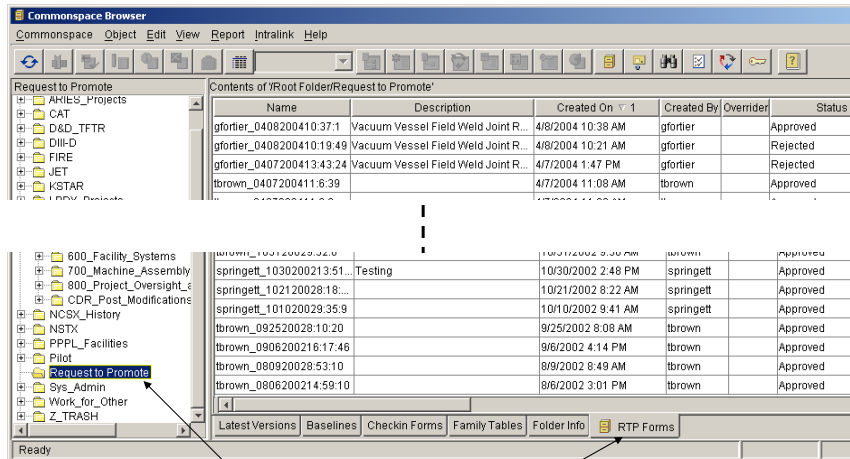 Commonspace Browser
Commonspace Object Edit View Report Intralink Help
Request to Promote
Contents of '/Root Folder/Request to Promote'
ARIES_Projects
CAT
D&D_TFTR
DIII-D
FIRE
JET
KSTAR
Name Description Created On 1 Created By Overrider Status
gfortier_0408200410:37:1 Vacuum Vessel Field Weld Joint R... 4/8/2004 10:38 AM gfortier Approved
gfortier_0408200410:19:49 Vacuum Vessel Field Weld Joint R... 4/8/2004 10:21 AM gfortier Rejected
gfortier_0407200413:43:24 Vacuum Vessel Field Weld Joint R... 4/7/2004 1:47 PM gfortier Rejected
tbrown_0407200411:6:39 4/7/2004 11:08 AM tbrown Approved
600_Facility_Systems
700_Machine_Assembly
800_Project_Oversight_a
CDR_Post_Modifications
NCSX_History
NSTX
PPPL_Facilities
Pilot
Request to Promote
Sys_Admin
Work_for_Other
Z_TRASH
springett_1030200213:51... Testing 10/30/2002 2:48 PM springett Approved
springett_102120028:18:... 10/21/2002 8:22 AM springett Approved
springett_101020029:35:9 10/10/2002 9:41 AM springett Approved
tbrown_092520028:10:20 9/25/2002 8:08 AM tbrown Approved
tbrown_0906200216:17:46 9/6/2002 4:14 PM tbrown Approved
tbrown_080920028:53:10 8/9/2002 8:49 AM tbrown Approved
tbrown_0806200214:59:10 8/6/2002 3:01 PM tbrown Approved
Latest Versions Baselines Checkin Forms Family Tables Folder Info RTP Forms
Ready